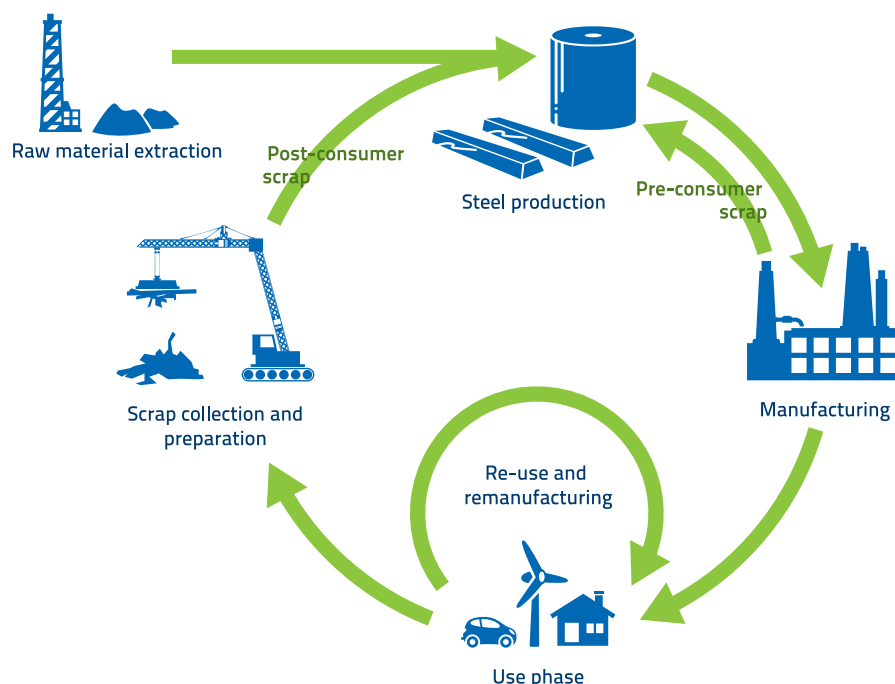 Raw material extraction
Post-consumer
scrap
Steel production
Pre-consumer
scrap
Scrap collection and
preparation
Manufacturing
Re-use and
remanufacturing
Use phase